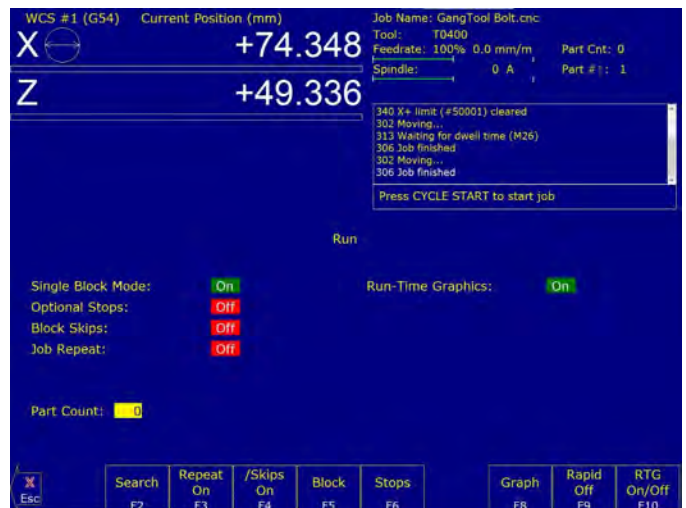 WCS #1 (G54) Current Position (mm)
X +74.348
Z +49.336
Job Name: GangTool Bolt.cnc
Tool: T0400
Feedrate: 100% 0.0 mm/m Part Cnt: 0
Spindle: 0 A Part #: 1
340 X+ limit (#50001) cleared
302 Moving...
313 Waiting for dwell time (M26)
306 Job finished
302 Moving...
306 Job finished
Press CYCLE START to start job
Run
Single Block Mode: On
Run-Time Graphics: On
Optional Stops: Off
Block Skips: Off
Job Repeat: Off
Part Count: 0
X
Esc
Search
F2
Repeat
On
F3
/Skips
On
F4
Block
F5
Stops
F6
Graph
F8
Rapid
Off
F9
RTG
On/Off
F10